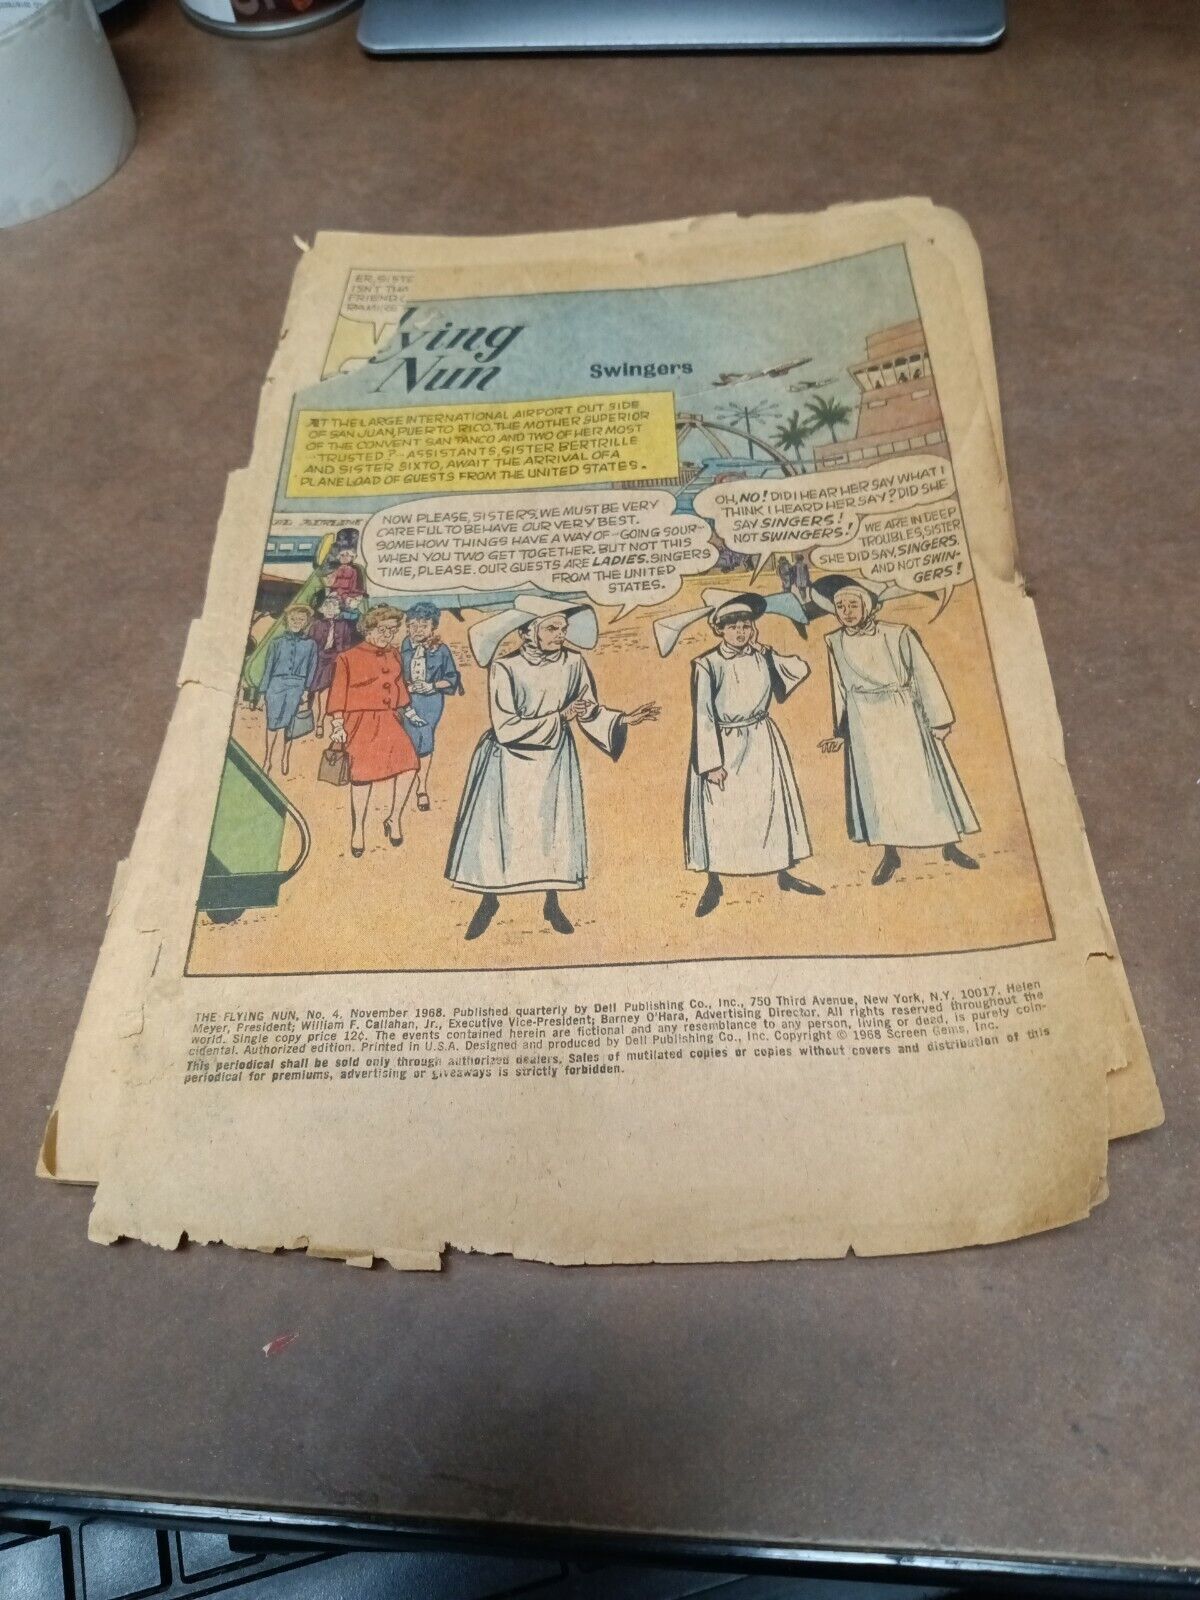 ER, SISTE
ISN'T THA
FRIEND
RAMIRE
ying
Nun
Swingers
AT THE LARGE INTERNATIONAL AIRPORT OUT SIDE
OF SAN JUAN, PUERTO RICO, THE MOTHER SUPERIOR
OF THE CONVENT SAN TANCO AND TWO OF HER MOST
--TRUSTED?-- ASSISTANTS, SISTER BERTRILLE
AND SISTER SIXTO, AWAIT THE ARRIVAL OF A
PLANE LOAD OF GUESTS FROM THE UNITED STATES.
NOW PLEASE, SISTERS, WE MUST BE VERY
CAREFUL TO BEHAVE OUR VERY BEST.
SOMEHOW THINGS HAVE A WAY OF--GOING SOUR--
WHEN YOU TWO GET TOGETHER. BUT NOT THIS
TIME, PLEASE. OUR GUESTS ARE LADIES. SINGERS
FROM THE UNITED
STATES.
OH, NO! DID I HEAR HER SAY WHAT I
THINK I HEARD HER SAY? DID SHE
SAY SINGERS!
NOT SWINGERS!
WE ARE IN DEEP
TROUBLES, SISTER
SHE DID SAY, SINGERS.
AND NOT SWIN-
GERS!
THE FLYING NUN, No. 4, November 1968. Published quarterly by Dell Publishing Co., Inc., 750 Third Avenue, New York, N.Y. 10017. Helen
Meyer, President; William F. Callahan, Jr., Executive Vice-President; Barney O'Hara, Advertising Director. All rights reserved throughout the
world. Single copy price 12¢. The events contained herein are fictional and any resemblance to any person, living or dead, is purely coin-
cidental. Authorized edition. Printed in U.S.A. Designed and produced by Dell Publishing Co., Inc. Copyright © 1968 Screen Gems, Inc.
This periodical shall be sold only through authorized dealers. Sales of mutilated copies or copies without covers and distribution of this
periodical for premiums, advertising or giveaways is strictly forbidden.